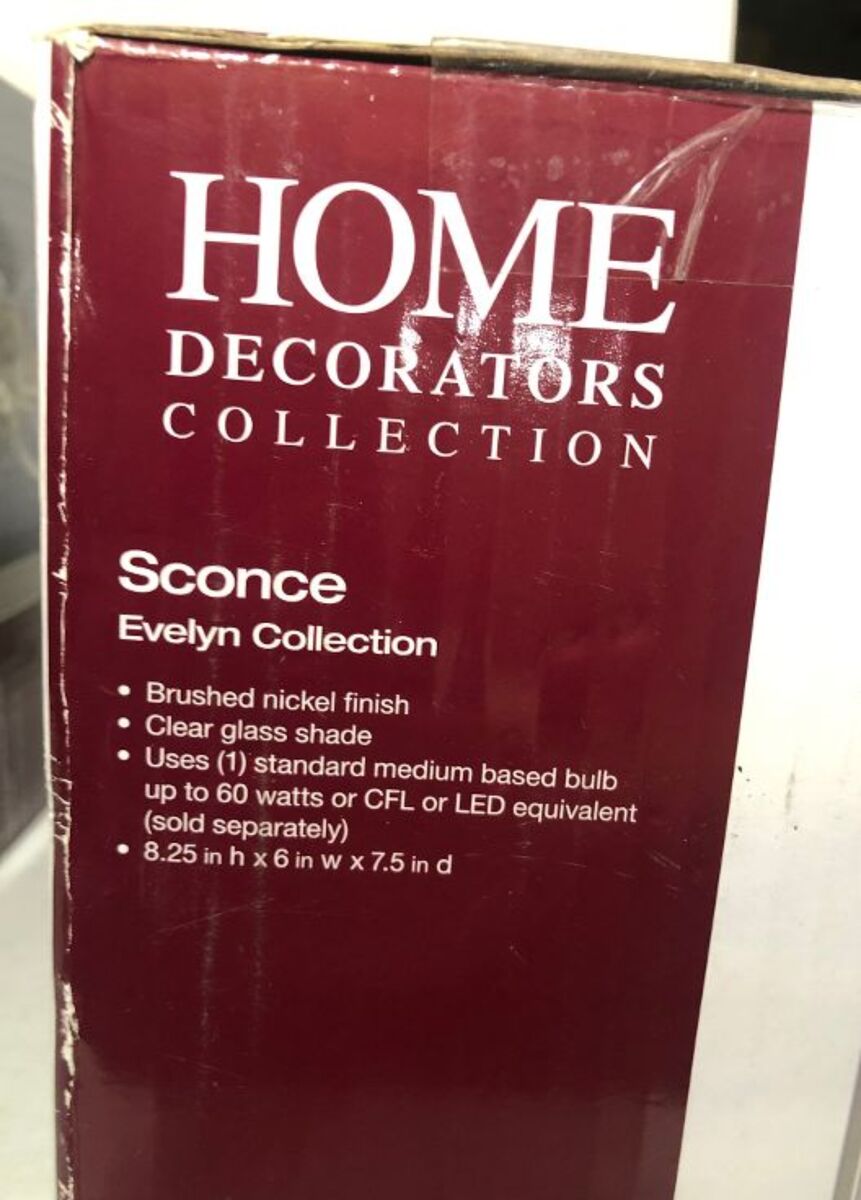 HOME
DECORATORS
COLLECTION
Sconce
Evelyn Collection
• Brushed nickel finish
• Clear glass shade
• Uses (1) standard medium based bulb
up to 60 watts or CFL or LED equivalent
(sold separately)
• 8.25 in h x 6 in w x 7.5 in d